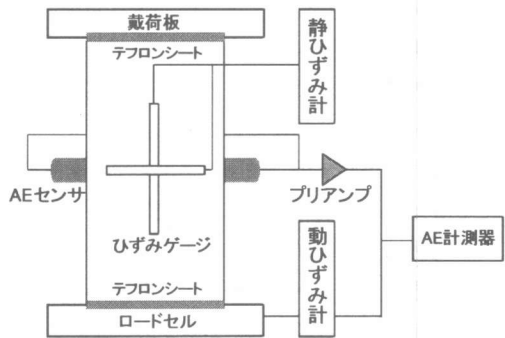 戴荷板
テフロンシート
静ひずみ計
AEセンサ
プリアンプ
ひずみゲージ
動ひずみ計
AE計測器
テフロンシート
ロードセル